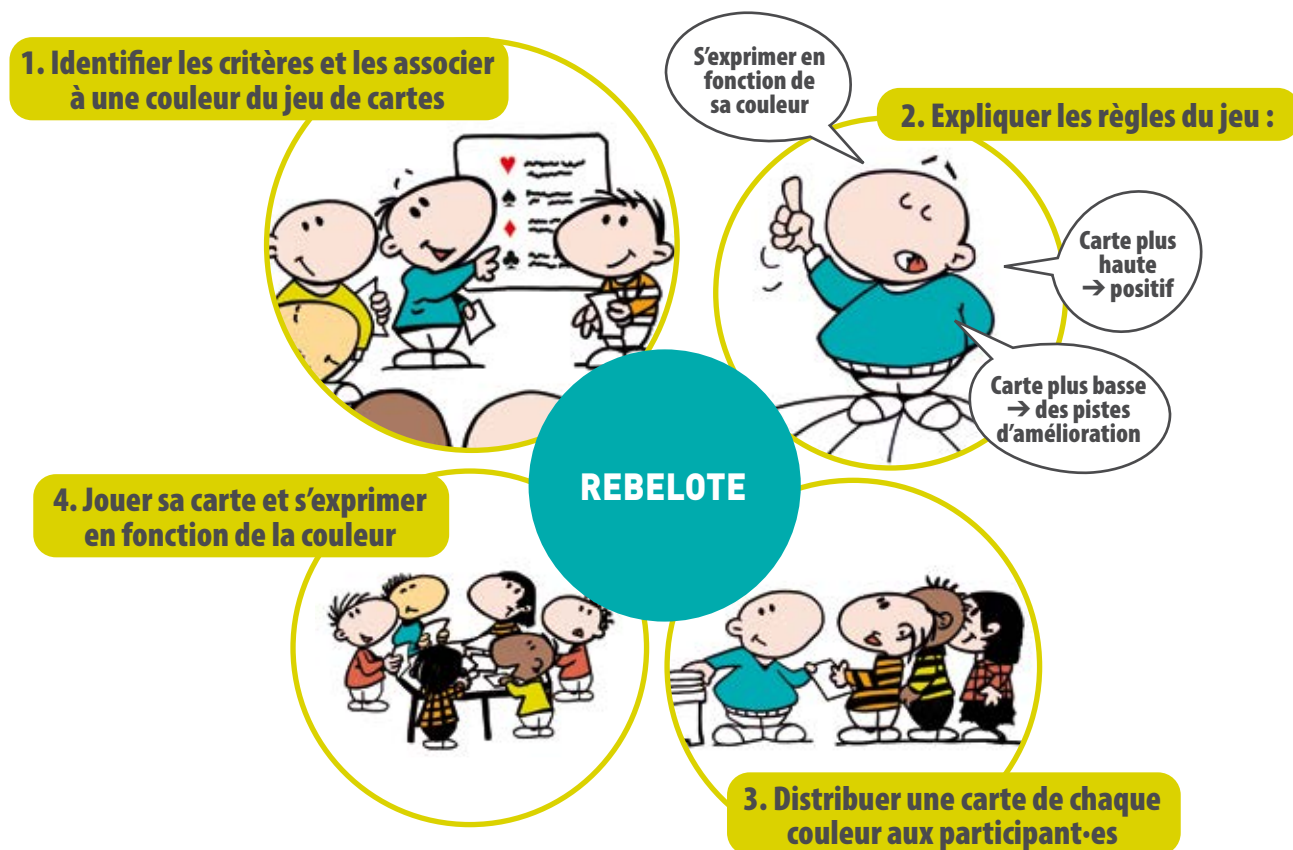 1. Identifier les critères et les associer
à une couleur du jeu de cartes
S'exprimer en
fonction de
sa couleur
2. Expliquer les règles du jeu :
Carte plus
haute
➔ positif
Carte plus basse
➔ des pistes
d'amélioration
REBELOTE
4. Jouer sa carte et s'exprimer
en fonction de la couleur
3. Distribuer une carte de chaque
couleur aux participant·es